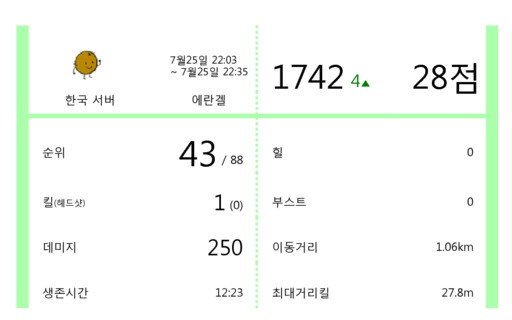 7월25일 22:03
~ 7월25일 22:35
한국 서버 에란겔
1742 4▲ 28점
순위 43 / 88
힐 0
킬(헤드샷) 1 (0)
부스트 0
데미지 250
이동거리 1.06km
생존시간 12:23
최대거리킬 27.8m